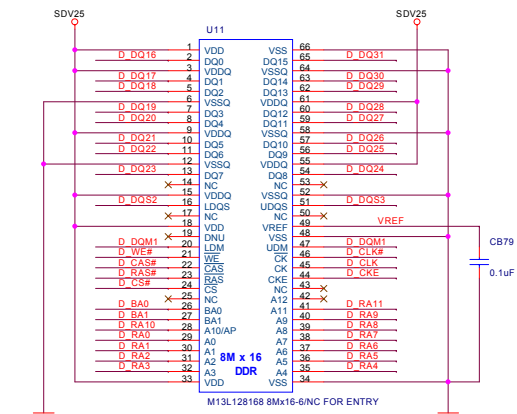 SDV25 SDV25
U11
1 VDD VSS 66
D_DQ16 2 DQ0 DQ15 65 D_DQ31
3 VDDQ VSSQ 64
D_DQ17 4 DQ1 DQ14 63 D_DQ30
D_DQ18 5 DQ2 DQ13 62 D_DQ29
6 VSSQ VDDQ 61
D_DQ19 7 DQ3 DQ12 60 D_DQ28
D_DQ20 8 DQ4 DQ11 59 D_DQ27
9 VDDQ VSSQ 58
D_DQ21 10 DQ5 DQ10 57 D_DQ26
D_DQ22 11 DQ6 DQ9 56 D_DQ25
12 VSSQ VDDQ 55
D_DQ23 13 DQ7 DQ8 54 D_DQ24
14 NC NC 53
15 VDDQ VSSQ 52
D_DQS2 16 LDQS UDQS 51 D_DQS3
17 NC NC 50
18 VDD VREF 49 VREF
19 DNU VSS 48
D_DQM1 20 LDM UDM 47 D_DQM1
D_WE# 21 WE CK 46 D_CLK#
D_CAS# 22 CAS CK 45 D_CLK
D_RAS# 23 RAS CKE 44 D_CKE
D_CS# 24 CS NC 43
25 NC A12 42
D_BA0 26 BA0 A11 41 D_RA11
D_BA1 27 BA1 A9 40 D_RA9
D_RA10 28 A10/AP A8 39 D_RA8
D_RA0 29 A0 A7 38 D_RA7
D_RA1 30 A1 A6 37 D_RA6
D_RA2 31 A2 A5 36 D_RA5
D_RA3 32 A3 A4 35 D_RA4
33 VDD VSS 34
8M x 16
DDR
CB79
0.1uF
M13L128168 8Mx16-6/NC FOR ENTRY